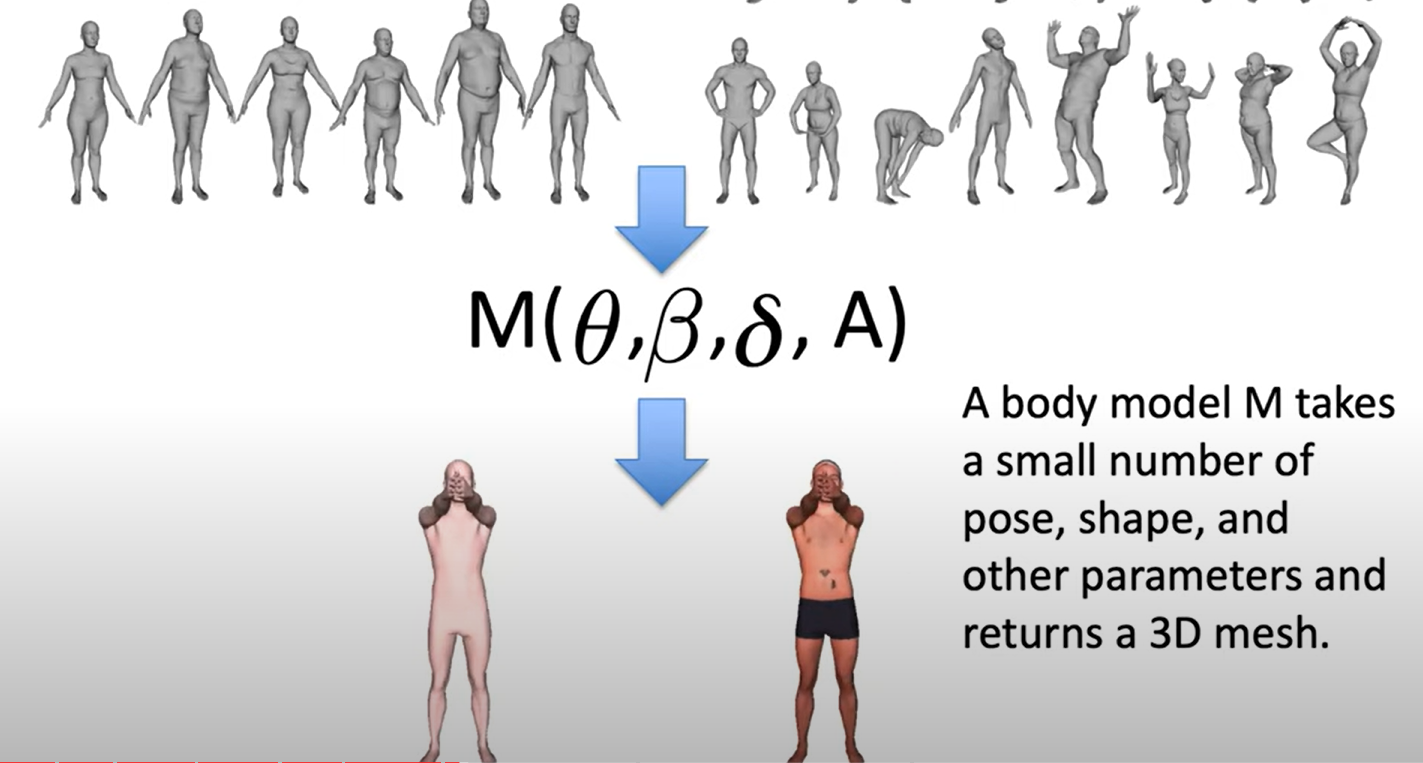 M(θ,β,δ, A)
A body model M takes
a small number of
pose, shape, and
other parameters and
returns a 3D mesh.